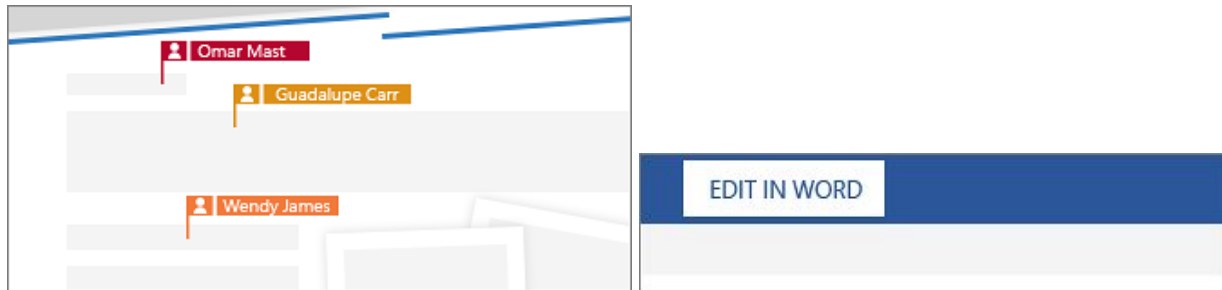 Omar Mast
Guadalupe Carr
Wendy James
EDIT IN WORD